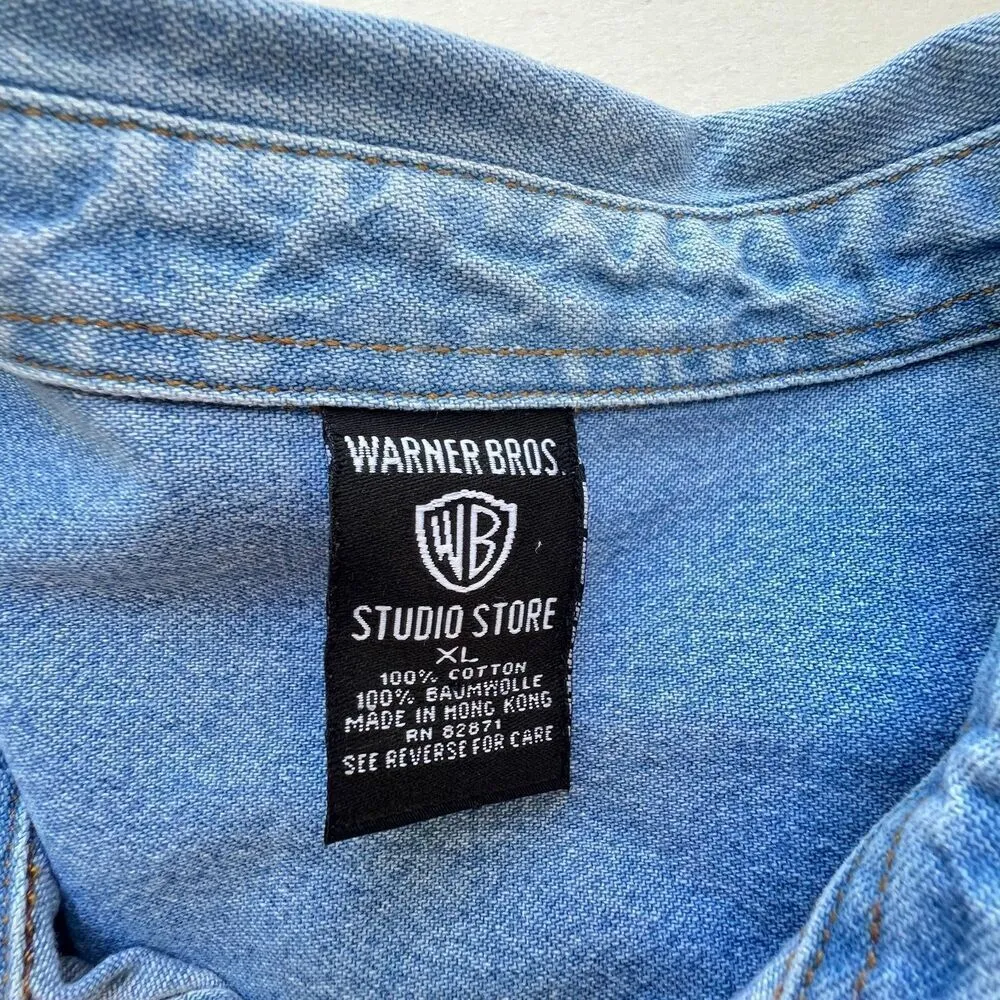 WARNER BROS.
WB
STUDIO STORE
XL
100% COTTON
100% BAUMWOLLE
MADE IN HONG KONG
RN 82871
SEE REVERSE FOR CARE